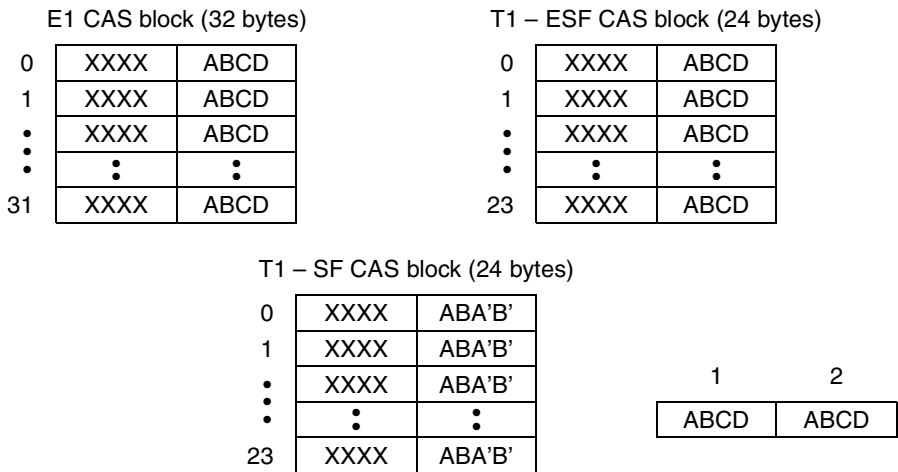 E1 CAS block (32 bytes)
0 XXXX ABCD
1 XXXX ABCD
XXXX ABCD
31 XXXX ABCD
T1 – ESF CAS block (24 bytes)
0 XXXX ABCD
1 XXXX ABCD
XXXX ABCD
23 XXXX ABCD
T1 – SF CAS block (24 bytes)
0 XXXX ABA'B'
1 XXXX ABA'B'
XXXX ABA'B'
23 XXXX ABA'B'
1 2
ABCD ABCD